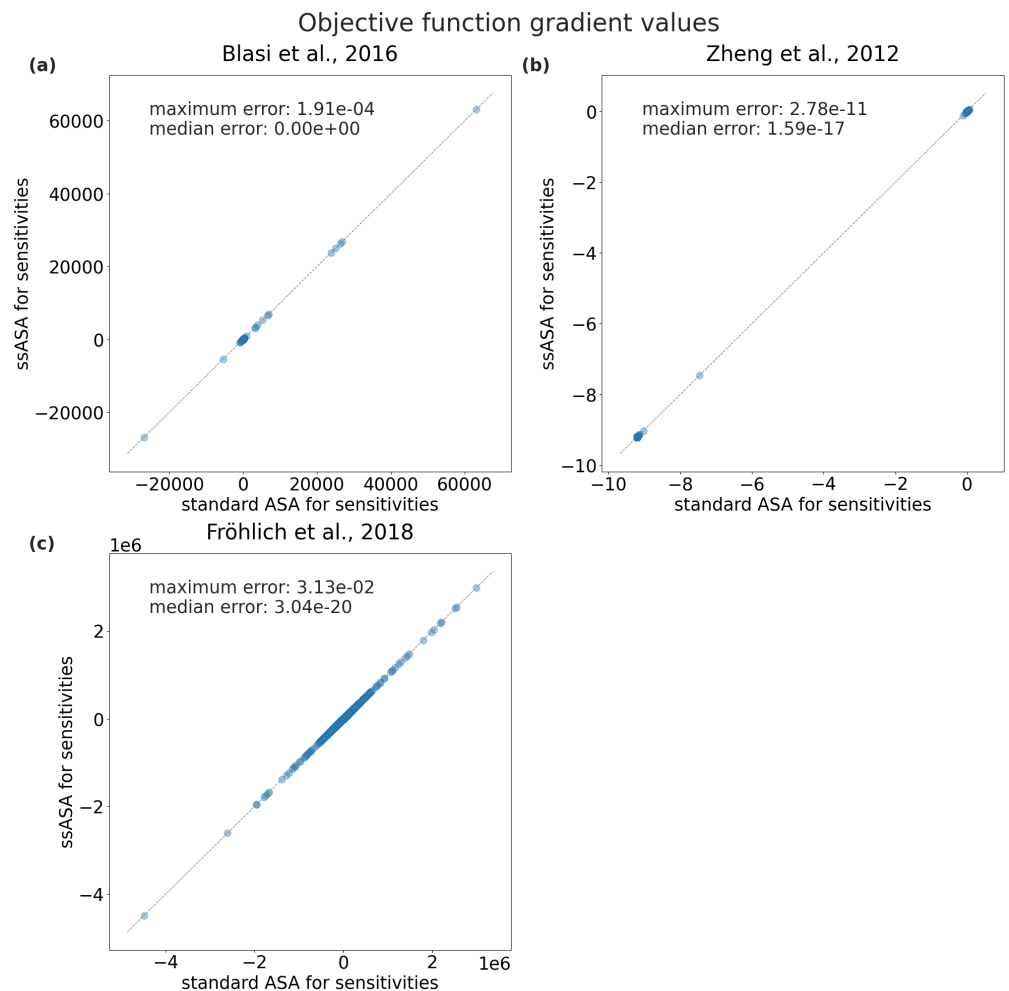 Objective function gradient values
(a)
Blasi et al., 2016
maximum error: 1.91e-04
median error: 0.00e+00
60000
40000
20000
0
−20000
ssASA for sensitivities
−20000 0 20000 40000 60000
standard ASA for sensitivities
(b)
Zheng et al., 2012
maximum error: 2.78e-11
median error: 1.59e-17
0
−2
−4
−6
−8
−10
ssASA for sensitivities
−10 −8 −6 −4 −2 0
standard ASA for sensitivities
(c)
Fröhlich et al., 2018
1e6
maximum error: 3.13e-02
median error: 3.04e-20
2
0
−2
−4
ssASA for sensitivities
−4 −2 0 2 1e6
standard ASA for sensitivities